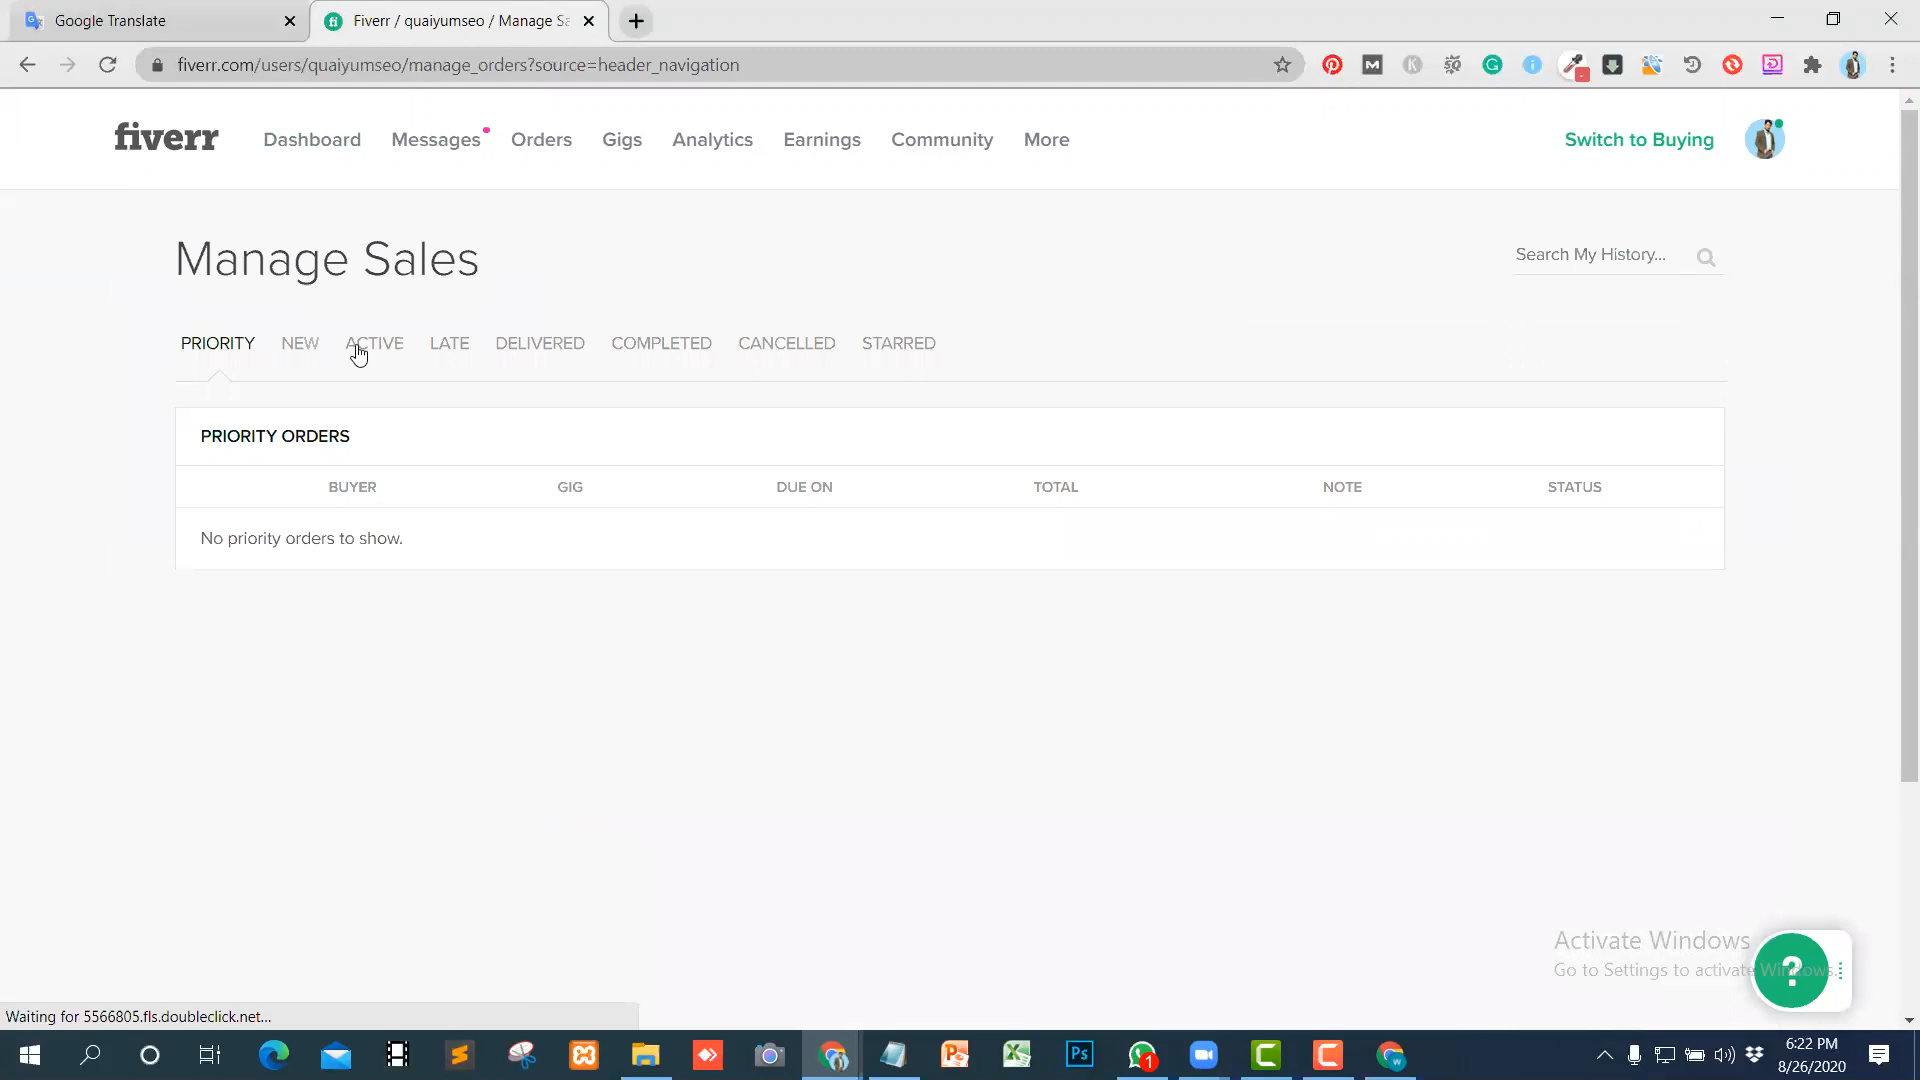 Google Translate
Fiverr / quaiyumseo / Manage Sa
fiverr.com/users/quaiyumseo/manage_orders?source=header_navigation
fiverr Dashboard Messages Orders Gigs Analytics Earnings Community More Switch to Buying
Manage Sales
Search My History...
PRIORITY NEW ACTIVE LATE DELIVERED COMPLETED CANCELLED STARRED
PRIORITY ORDERS
BUYER GIG DUE ON TOTAL NOTE STATUS
No priority orders to show.
Activate Windows
Go to Settings to activate Windows.
?
Waiting for 5566805.fls.doubleclick.net...
6:22 PM
8/26/2020